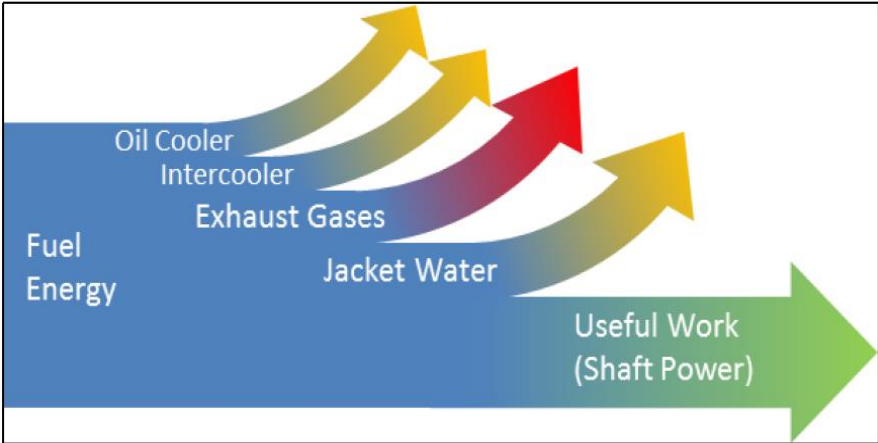 Oil Cooler
Intercooler
Exhaust Gases
Jacket Water
Fuel
Energy
Useful Work
(Shaft Power)